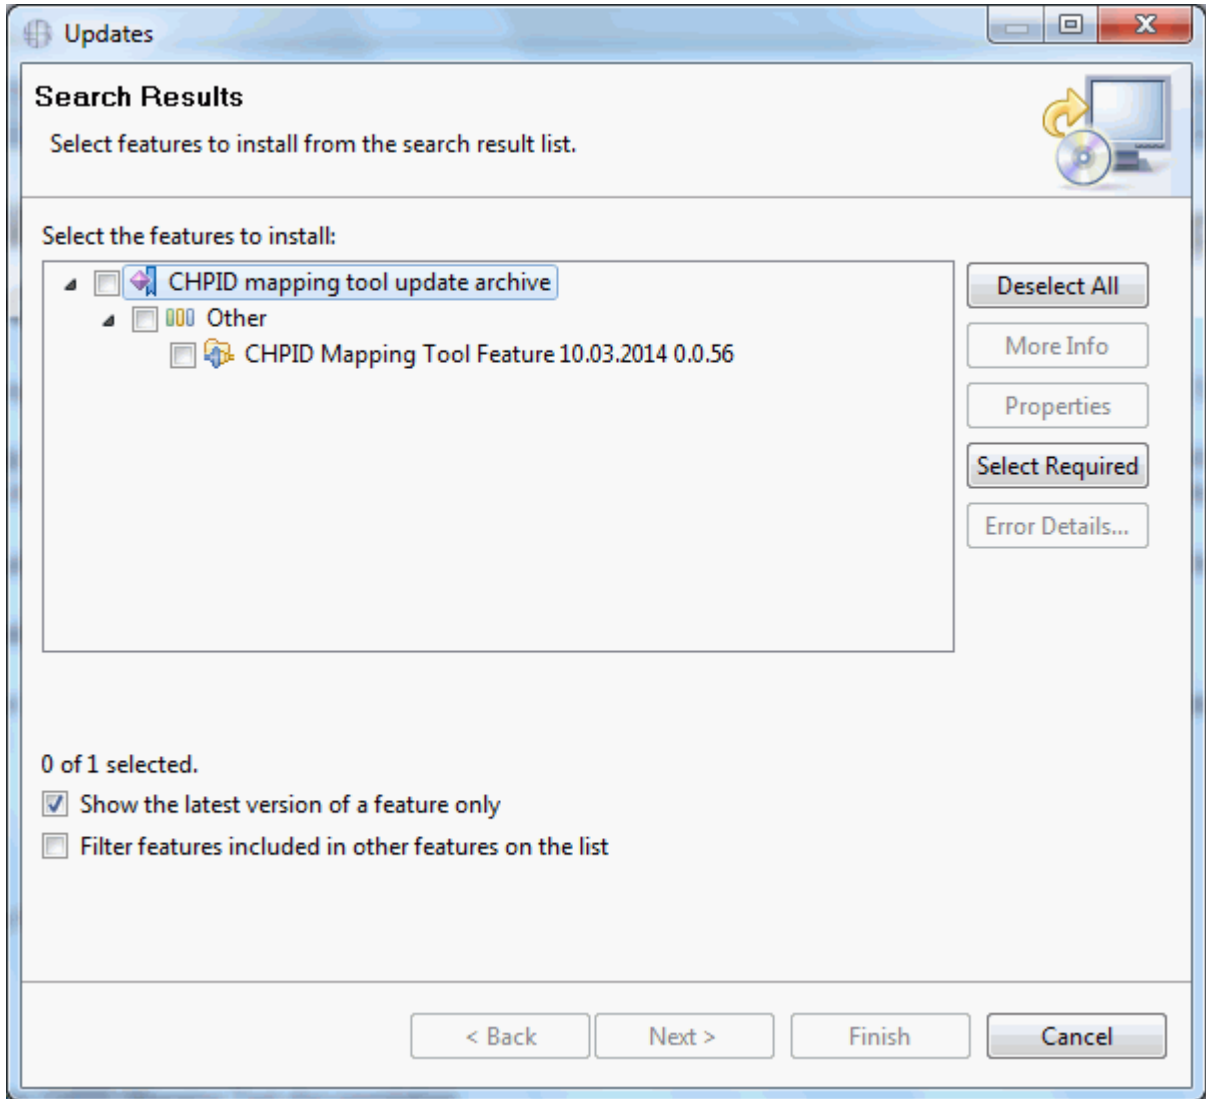 Updates
Search Results
Select features to install from the search result list.
Select the features to install:
CHPID mapping tool update archive
Other
CHPID Mapping Tool Feature 10.03.2014 0.0.56
Deselect All
More Info
Properties
Select Required
Error Details...
0 of 1 selected.
Show the latest version of a feature only
Filter features included in other features on the list
< Back
Next >
Finish
Cancel